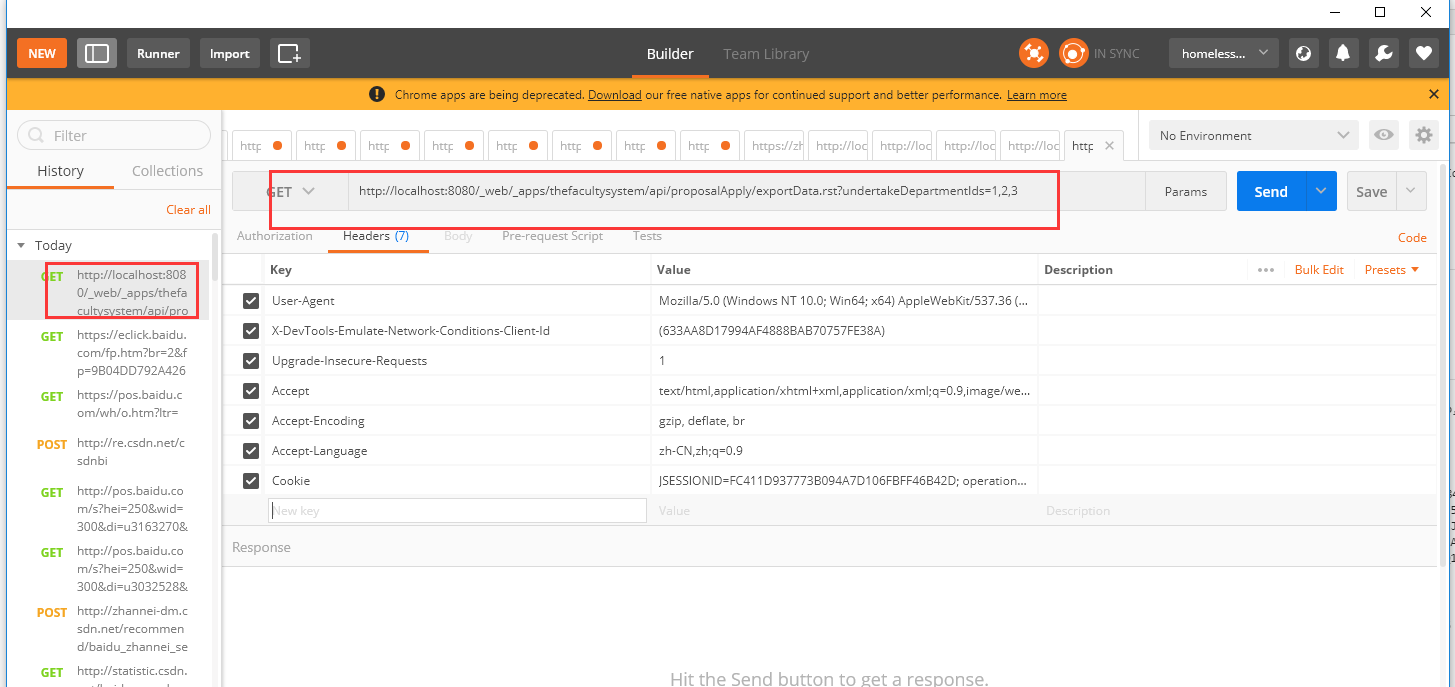 NEW Runner Import Builder Team Library IN SYNC homeless...
Chrome apps are being deprecated. Download our free native apps for continued support and better performance. Learn more
Filter
History Collections
Clear all
Today
GET http://localhost:808
0/_web/_apps/thefa
cultysystem/api/pro
GET https://eclick.baidu.
com/fp.htm?br=2&f
p=9B04DD792A426
GET https://pos.baidu.c
om/wh/o.htm?ltr=
POST http://re.csdn.net/c
sdnbi
GET http://pos.baidu.co
m/s?hei=250&wid=
300&di=u3163270&
GET http://pos.baidu.co
m/s?hei=250&wid=
300&di=u3032528&
POST http://zhannei-dm.c
sdn.net/recommen
d/baidu_zhannei_se
GET http://statistic.csdn.
http http http http http http http http https://zh http://loc http://loc http://loc http://loc http
No Environment
GET http://localhost:8080/_web/_apps/thefacultysystem/api/proposalApply/exportData.rst?undertakeDepartmentIds=1,2,3 Params Send Save
Authorization Headers (7) Body Pre-request Script Tests Code
Key Value Description ••• Bulk Edit Presets
User-Agent Mozilla/5.0 (Windows NT 10.0; Win64; x64) AppleWebKit/537.36 (...
X-DevTools-Emulate-Network-Conditions-Client-Id (633AA8D17994AF4888BAB70757FE38A)
Upgrade-Insecure-Requests 1
Accept text/html,application/xhtml+xml,application/xml;q=0.9,image/we...
Accept-Encoding gzip, deflate, br
Accept-Language zh-CN,zh;q=0.9
Cookie JSESSIONID=FC411D937773B094A7D106FBFF46B42D; operation...
New key Value Description
Response
Hit the Send button to get a response.